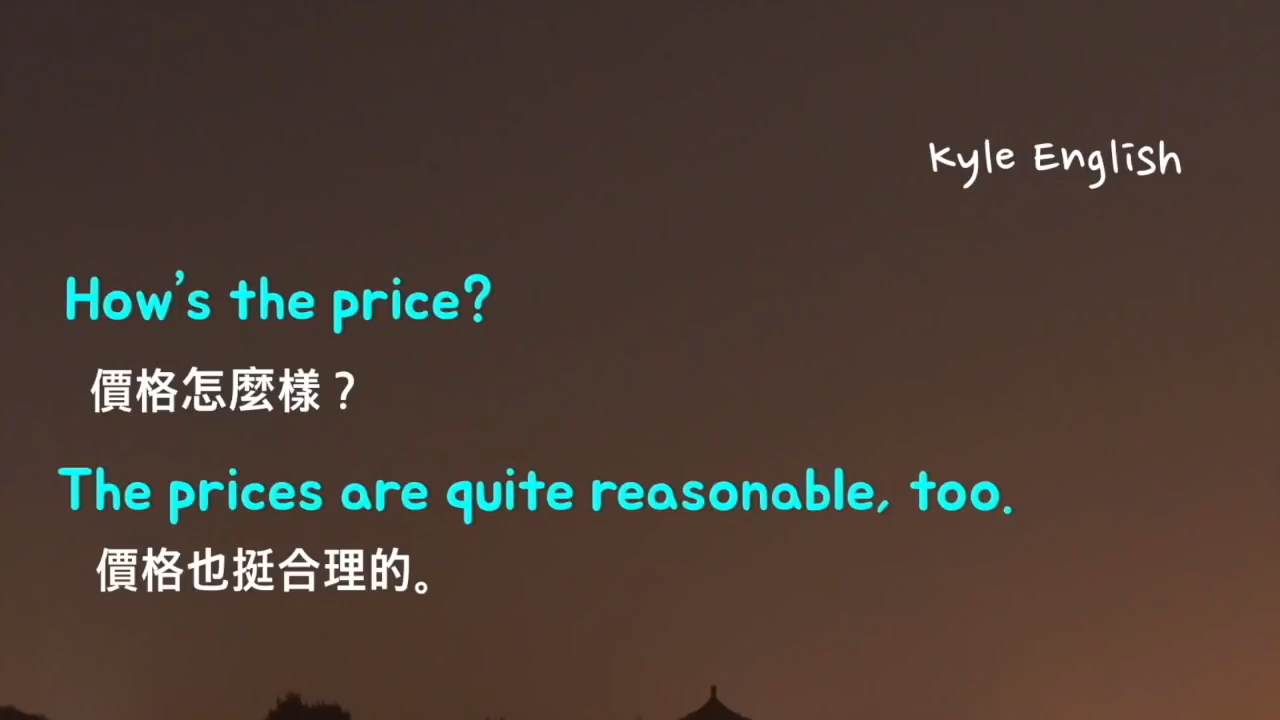 Kyle English
How's the price?
價格怎麼樣？
The prices are quite reasonable, too.
價格也挺合理的。